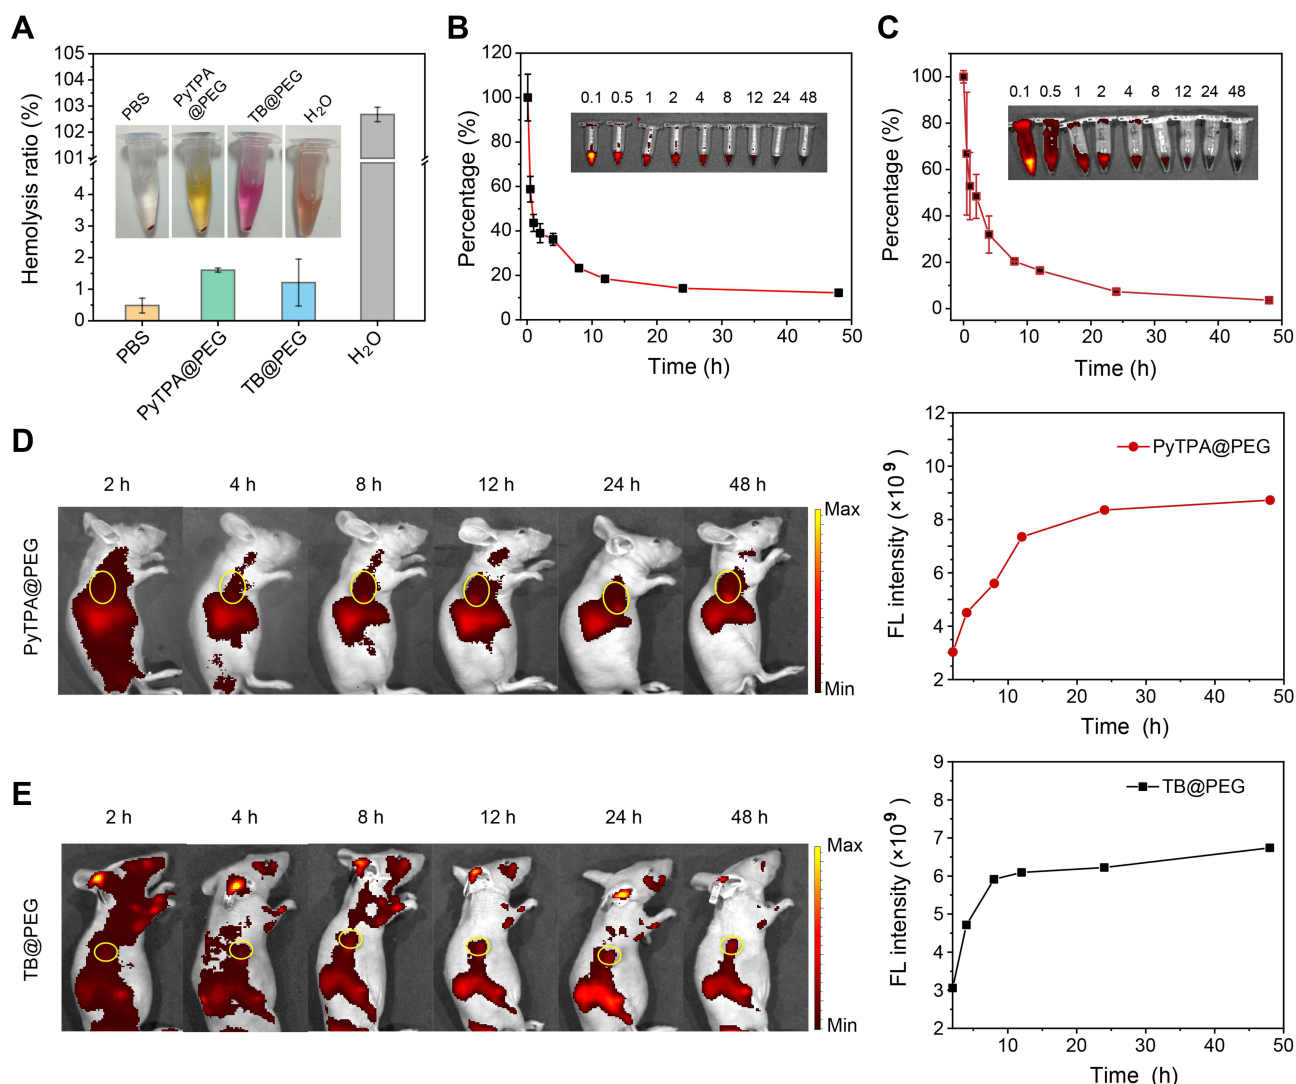 A
105
104
103
102
101
4
3
2
1
0
Hemolysis ratio (%)
PBS
PyTPA
@PEG
TB@PEG
H₂O
PBS
PyTPA@PEG
TB@PEG
H₂O
B
120
100
80
60
40
20
0
Percentage (%)
0.1 0.5 1 2 4 8 12 24 48
0 10 20 30 40 50
Time (h)
C
100
80
60
40
20
0
Percentage (%)
0.1 0.5 1 2 4 8 12 24 48
0 10 20 30 40 50
Time (h)
D
2 h 4 h 8 h 12 h 24 h 48 h
PyTPA@PEG
Max
Min
12
10
8
6
4
2
FL intensity (×10⁹ )
PyTPA@PEG
10 20 30 40 50
Time (h)
E
2 h 4 h 8 h 12 h 24 h 48 h
TB@PEG
Max
Min
9
8
7
6
5
4
3
2
FL intensity (×10⁹ )
TB@PEG
10 20 30 40 50
Time (h)